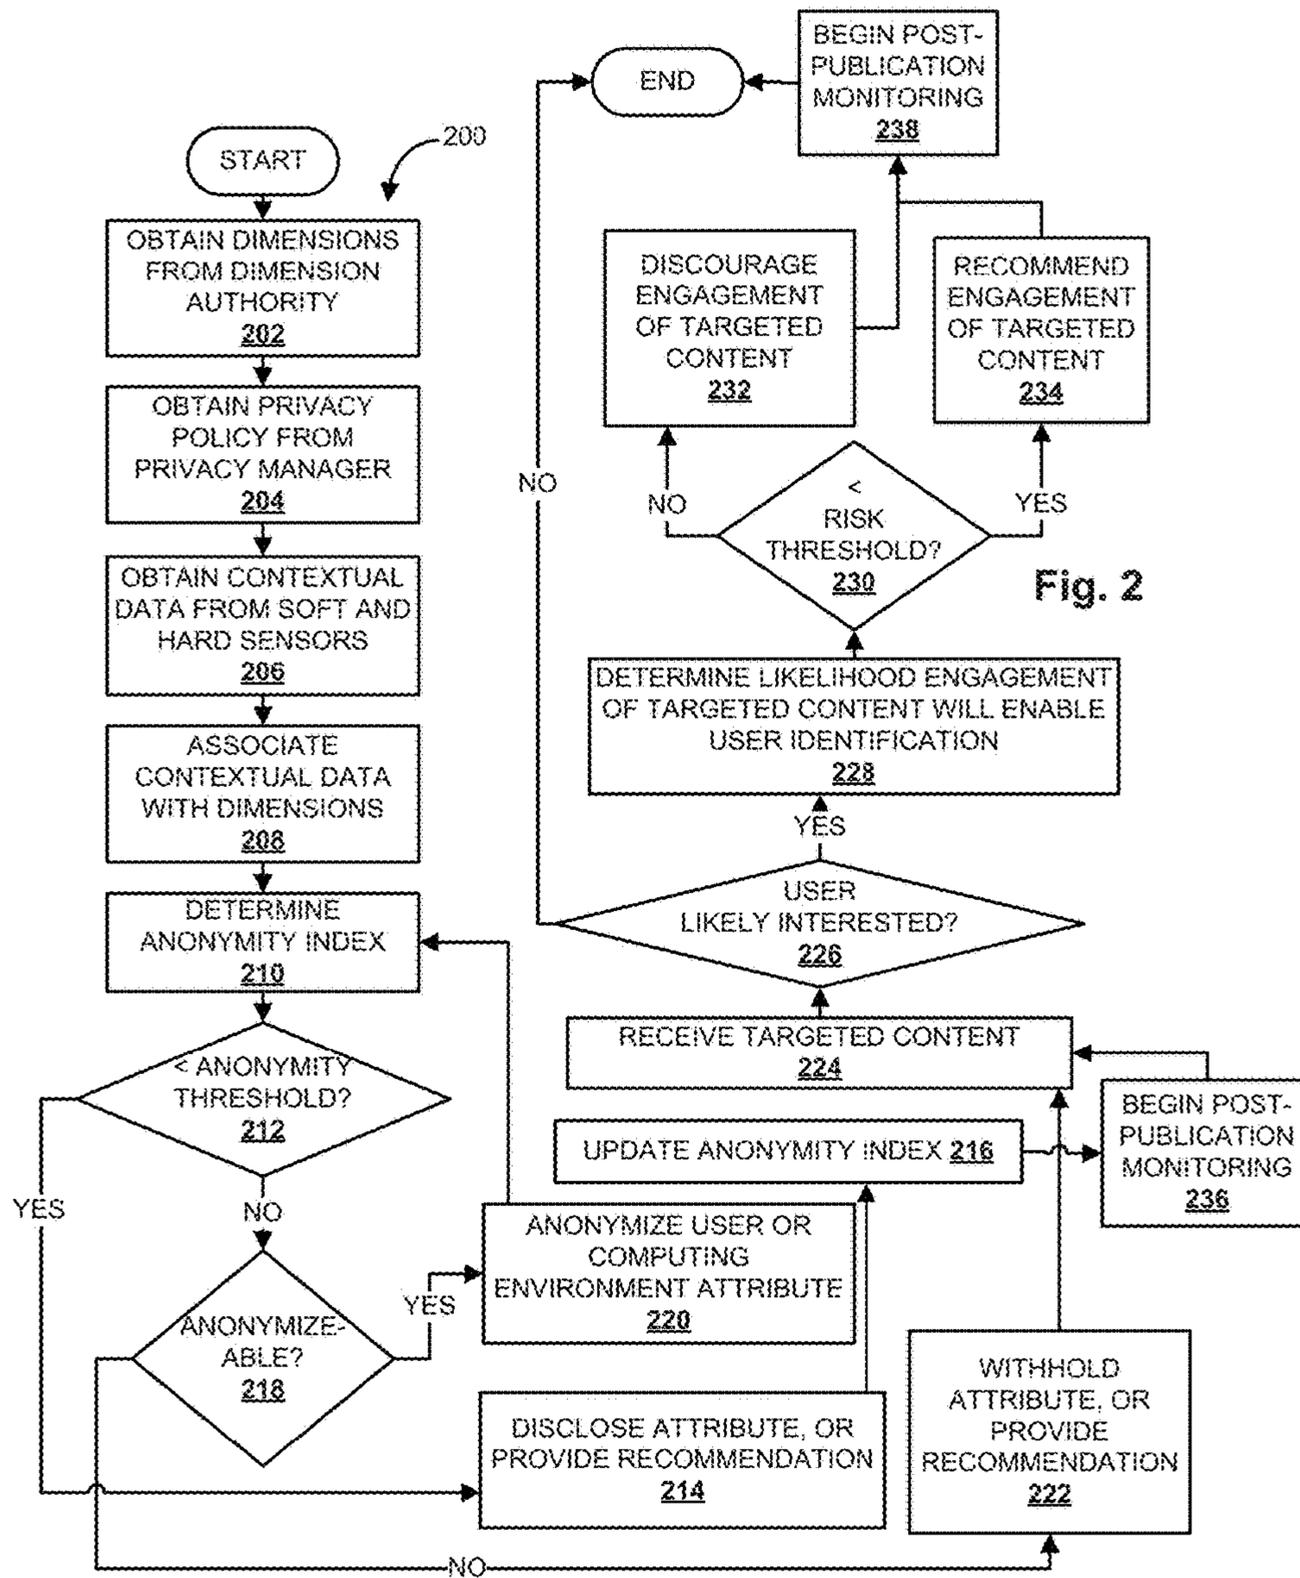 START
200
OBTAIN DIMENSIONS
FROM DIMENSION
AUTHORITY
202
OBTAIN PRIVACY
POLICY FROM
PRIVACY MANAGER
204
OBTAIN CONTEXTUAL
DATA FROM SOFT AND
HARD SENSORS
206
ASSOCIATE
CONTEXTUAL DATA
WITH DIMENSIONS
208
DETERMINE
ANONYMITY INDEX
210
< ANONYMITY
THRESHOLD?
212
YES
NO
ANONYMIZE-
ABLE?
218
YES
NO
ANONYMIZE USER OR
COMPUTING
ENVIRONMENT ATTRIBUTE
220
DISCLOSE ATTRIBUTE, OR
PROVIDE RECOMMENDATION
214
UPDATE ANONYMITY INDEX 216
BEGIN POST-
PUBLICATION
MONITORING
236
WITHHOLD
ATTRIBUTE, OR
PROVIDE
RECOMMENDATION
222
RECEIVE TARGETED CONTENT
224
USER
LIKELY INTERESTED?
226
NO
YES
DETERMINE LIKELIHOOD ENGAGEMENT
OF TARGETED CONTENT WILL ENABLE
USER IDENTIFICATION
228
<
RISK
THRESHOLD?
230
NO
YES
DISCOURAGE
ENGAGEMENT
OF TARGETED
CONTENT
232
RECOMMEND
ENGAGEMENT
OF TARGETED
CONTENT
234
BEGIN POST-
PUBLICATION
MONITORING
238
END
Fig. 2